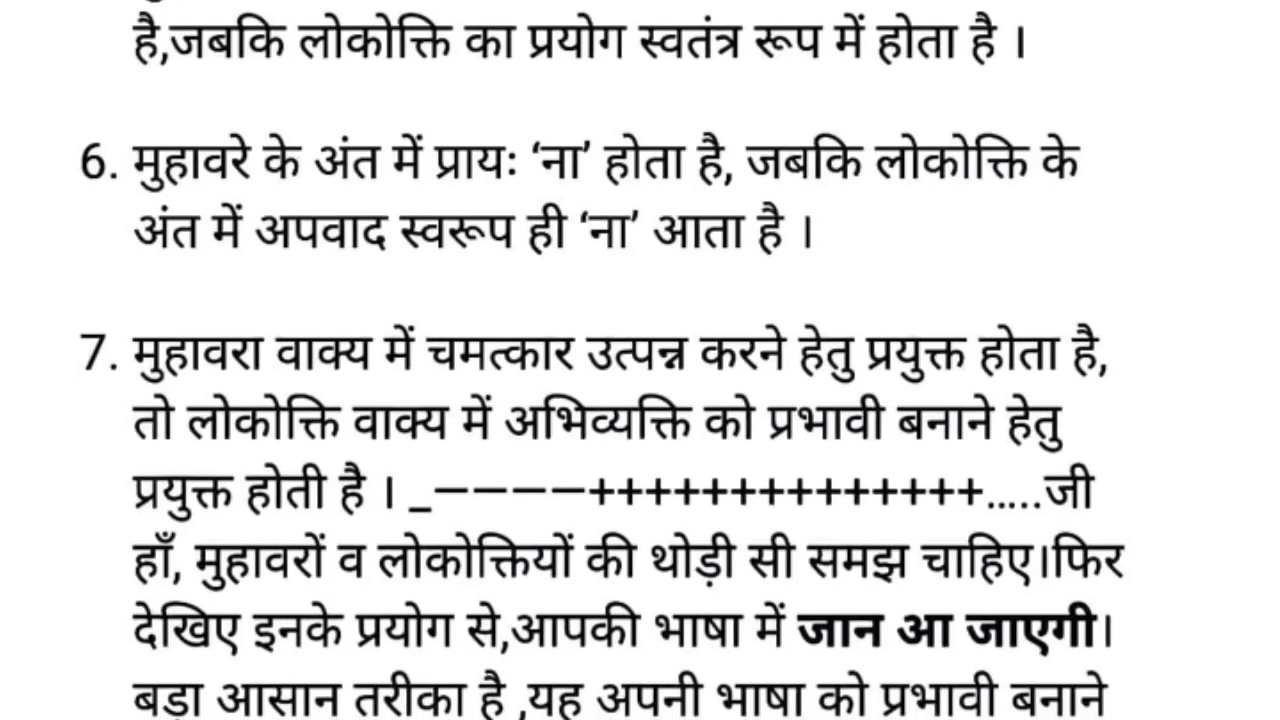 है,जबकि लोकोक्ति का प्रयोग स्वतंत्र रूप में होता है ।
6. मुहावरे के अंत में प्रायः ‘ना’ होता है, जबकि लोकोक्ति के
अंत में अपवाद स्वरूप ही ‘ना’ आता है ।
7. मुहावरा वाक्य में चमत्कार उत्पन्न करने हेतु प्रयुक्त होता है,
तो लोकोक्ति वाक्य में अभिव्यक्ति को प्रभावी बनाने हेतु
प्रयुक्त होती है । _−−−−++++++++++++++.....जी
हाँ, मुहावरों व लोकोक्तियों की थोड़ी सी समझ चाहिए।फिर
देखिए इनके प्रयोग से,आपकी भाषा में जान आ जाएगी।
बड़ा आसान तरीका है ,यह अपनी भाषा को प्रभावी बनाने